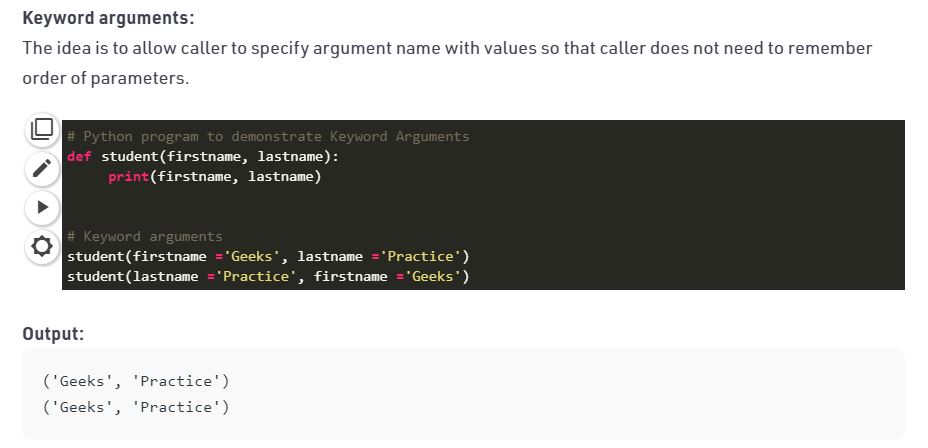 Keyword arguments:
The idea is to allow caller to specify argument name with values so that caller does not need to remember
order of parameters.
# Python program to demonstrate Keyword Arguments
def student(firstname, lastname):
     print(firstname, lastname)
# Keyword arguments
student(firstname ='Geeks', lastname ='Practice')
student(lastname ='Practice', firstname ='Geeks')
Output:
('Geeks', 'Practice')
('Geeks', 'Practice')